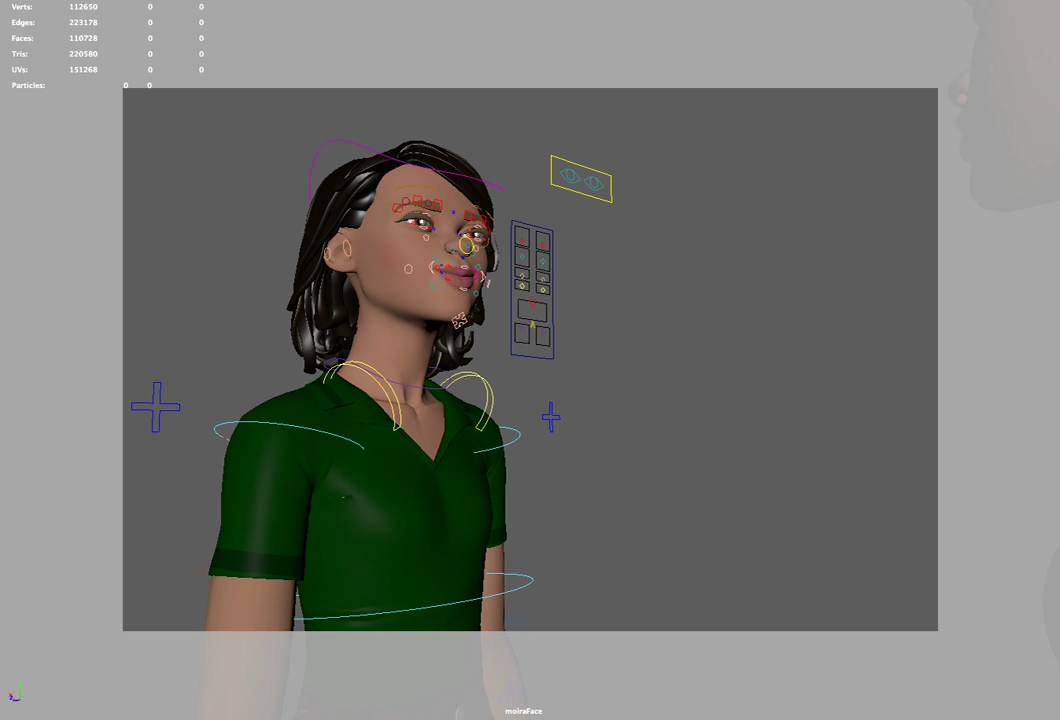 Verts: 112650 0 0
Edges: 223178 0 0
Faces: 110728 0 0
Tris: 220580 0 0
UVs: 151268 0 0
Particles: 0 0
moiraFace